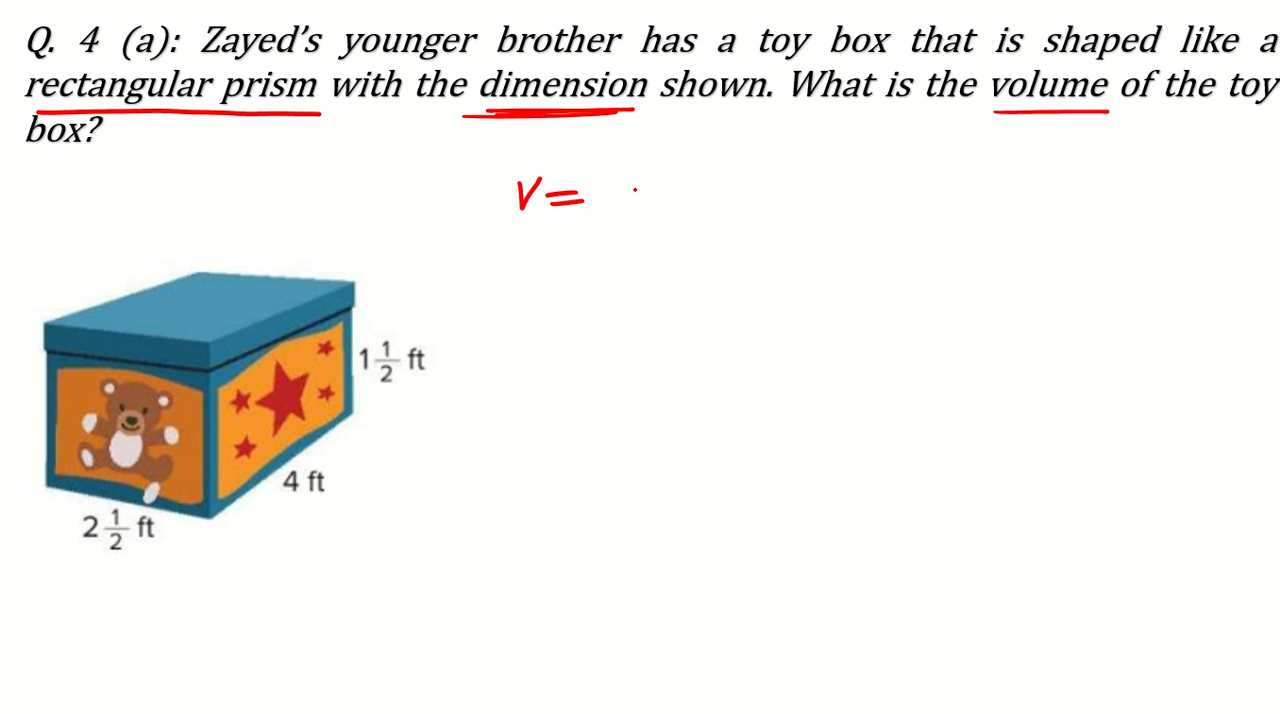 Q. 4 (a): Zayed’s younger brother has a toy box that is shaped like a
rectangular prism with the dimension shown. What is the volume of the toy
box?
V=
1 1/2 ft
4 ft
2 1/2 ft